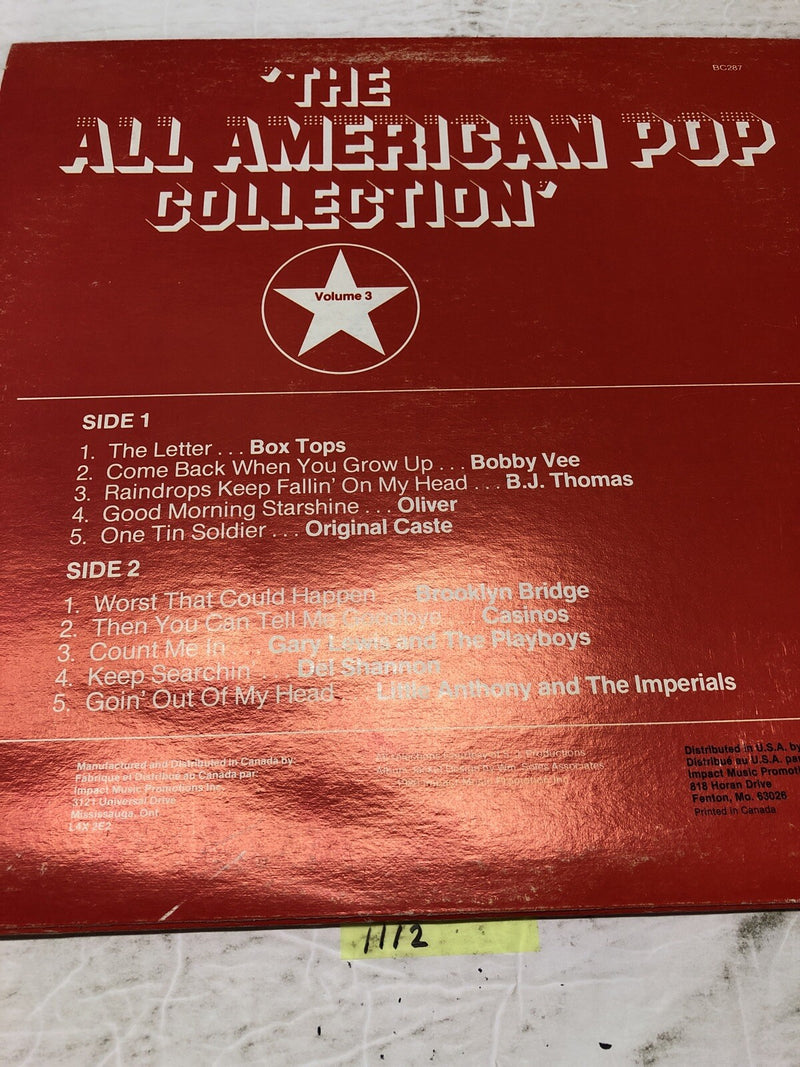 BC287
'THE
ALL AMERICAN POP
COLLECTION'
Volume 3
SIDE 1
1. The Letter . . . Box Tops
2. Come Back When You Grow Up . . . Bobby Vee
3. Raindrops Keep Fallin' On My Head . . . B.J. Thomas
4. Good Morning Starshine . . . Oliver
5. One Tin Soldier . . . Original Caste
SIDE 2
1. Worst That Could Happen Brooklyn Bridge
2. Then You Can Tell Me Goodbye . . . Casinos
3. Count Me In . . . Gary Lewis and The Playboys
4. Keep Searchin' Del Shannon
5. Goin' Out Of My Head Little Anthony and The Imperials
Manufactured and Distributed in Canada by:
Fabriqué et Distribué au Canada par:
Impact Music Promotions Inc.
3121 Universal Drive
Mississauga, Ont
L4X 2E2
Productions
Sales Associates
Distributed in U.S.A. by
Distribué au U.S.A. par
Impact Music Promoti
818 Horan Drive
Fenton, Mo. 63026
Printed in Canada
1112